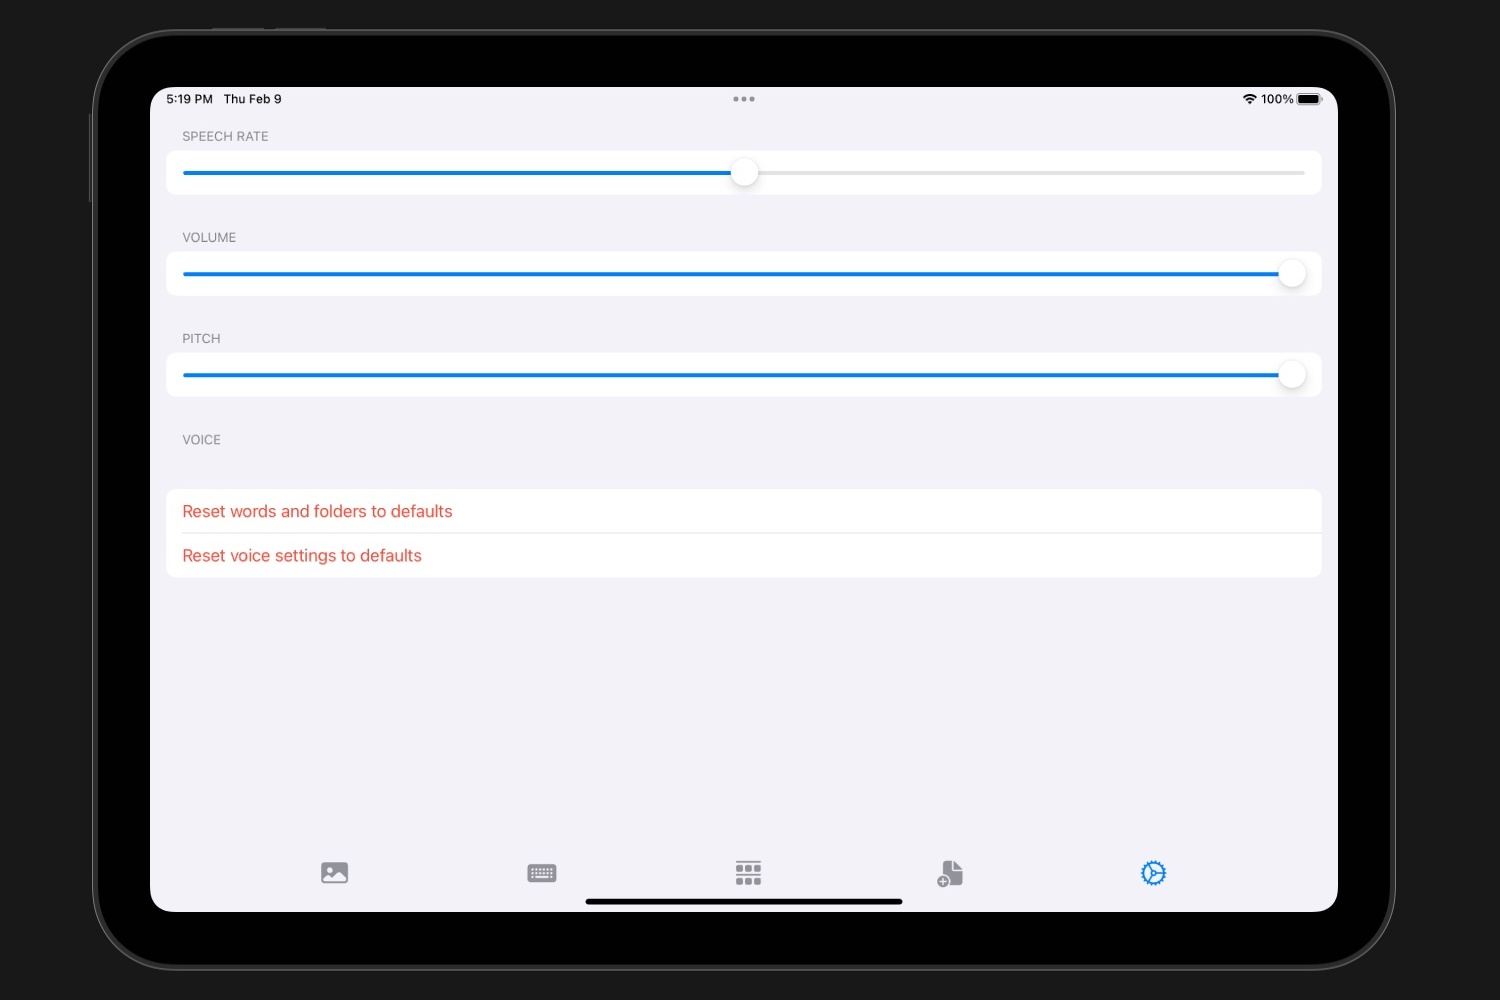 5:19 PM Thu Feb 9
100%
SPEECH RATE
VOLUME
PITCH
VOICE
Reset words and folders to defaults
Reset voice settings to defaults